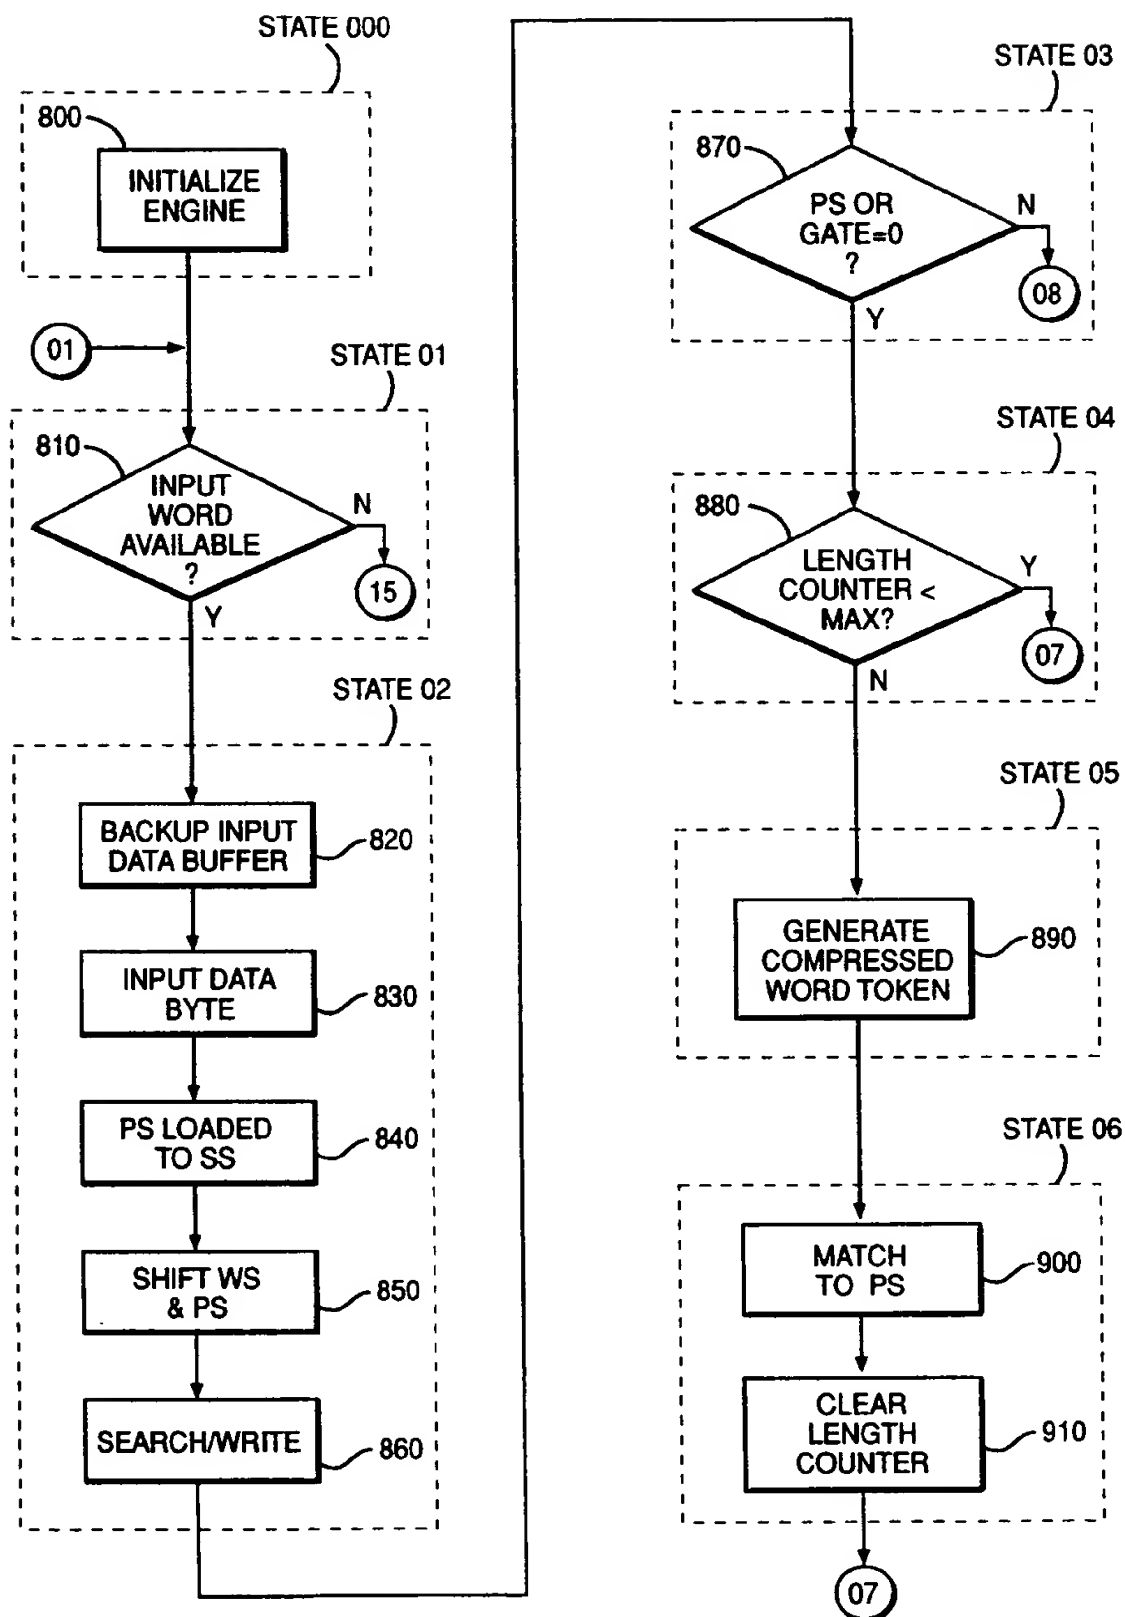 STATE 000
800
INITIALIZE
ENGINE
01
STATE 01
810
INPUT
WORD
AVAILABLE
?
N
15
Y
STATE 02
BACKUP INPUT
DATA BUFFER
820
INPUT DATA
BYTE
830
PS LOADED
TO SS
840
SHIFT WS
& PS
850
SEARCH/WRITE
860
STATE 03
870
PS OR
GATE=0
?
N
08
Y
STATE 04
880
LENGTH
COUNTER <
MAX?
Y
07
N
STATE 05
GENERATE
COMPRESSED
WORD TOKEN
890
STATE 06
MATCH
TO PS
900
CLEAR
LENGTH
COUNTER
910
07